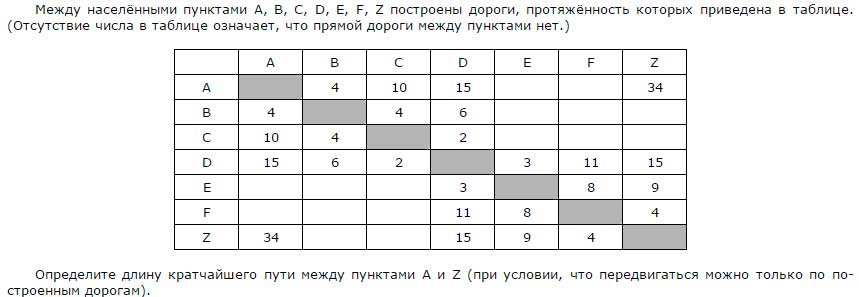 Между населёнными пунктами A, B, C, D, E, F, Z построены дороги, протяжённость которых приведена в таблице.
(Отсутствие числа в таблице означает, что прямой дороги между пунктами нет.)
A B C D E F Z
A 4 10 15 34
B 4 4 6
C 10 4 2
D 15 6 2 3 11 15
E 3 8 9
F 11 8 4
Z 34 15 9 4
Определите длину кратчайшего пути между пунктами A и Z (при условии, что передвигаться можно только по по-
строенным дорогам).